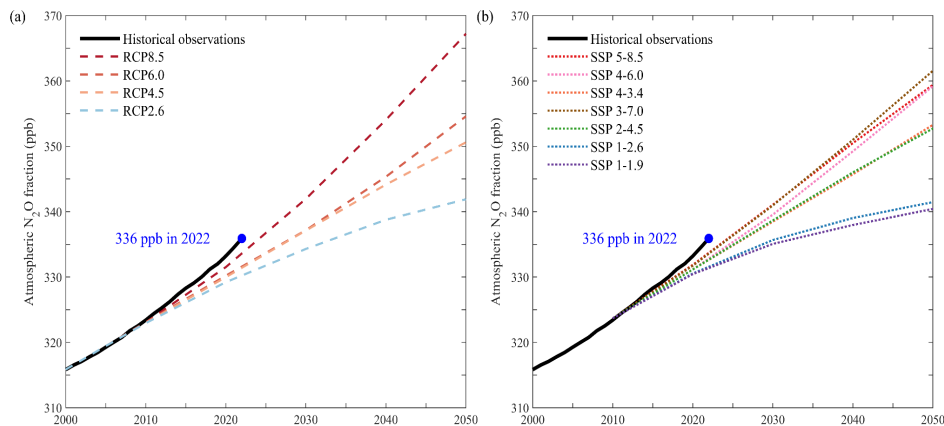 (a)
370
360
350
340
330
320
310
Atmospheric N2O fraction (ppb)
Historical observations
RCP8.5
RCP6.0
RCP4.5
RCP2.6
336 ppb in 2022
2000
2010
2020
2030
2040
2050
(b)
370
360
350
340
330
320
310
Atmospheric N2O fraction (ppb)
Historical observations
SSP 5-8.5
SSP 4-6.0
SSP 4-3.4
SSP 3-7.0
SSP 2-4.5
SSP 1-2.6
SSP 1-1.9
336 ppb in 2022
2000
2010
2020
2030
2040
2050